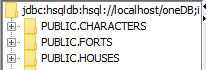 jdbc:hsqldb:hsql://localhost/oneDB;i
PUBLIC.CHARACTERS
PUBLIC.FORTS
PUBLIC.HOUSES